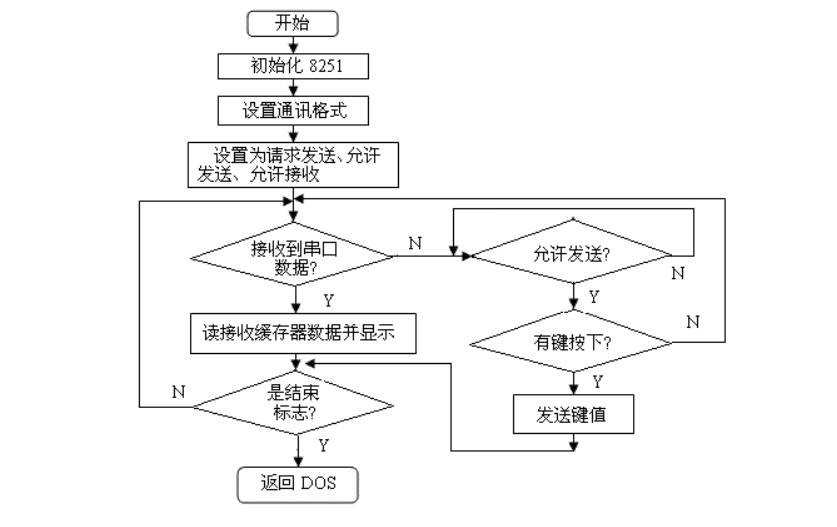 开始
初始化 8251
设置通讯格式
设置为请求发送、允许
发送、允许接收
接收到串口
数据?
N
允许发送?
N
Y
Y
读接收缓存器数据并显示
有键按下?
N
Y
是结束
标志?
N
Y
发送键值
返回 DOS